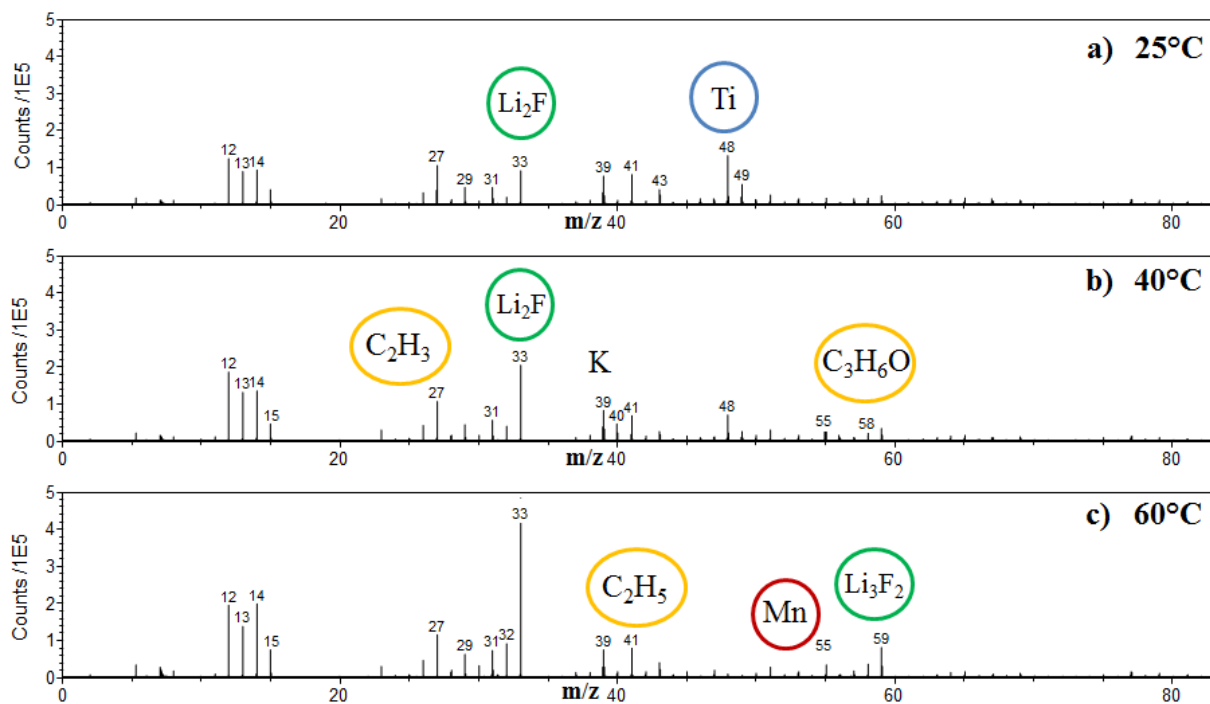 a) 25°C
Counts /1E5
5
4
3
2
1
0
Li₂F
Ti
12 13 14 27 29 31 33 39 41 43 48 49
0 20 40 60 80
m/z
b) 40°C
Counts /1E5
5
4
3
2
1
0
C₂H₃
Li₂F
K
C₃H₆O
12 13 14 15 27 31 33 39 40 41 48 55 58
0 20 40 60 80
m/z
c) 60°C
Counts /1E5
5
4
3
2
1
0
C₂H₅
Mn
Li₃F₂
12 13 14 15 27 29 31 32 33 39 41 55 59
0 20 40 60 80
m/z